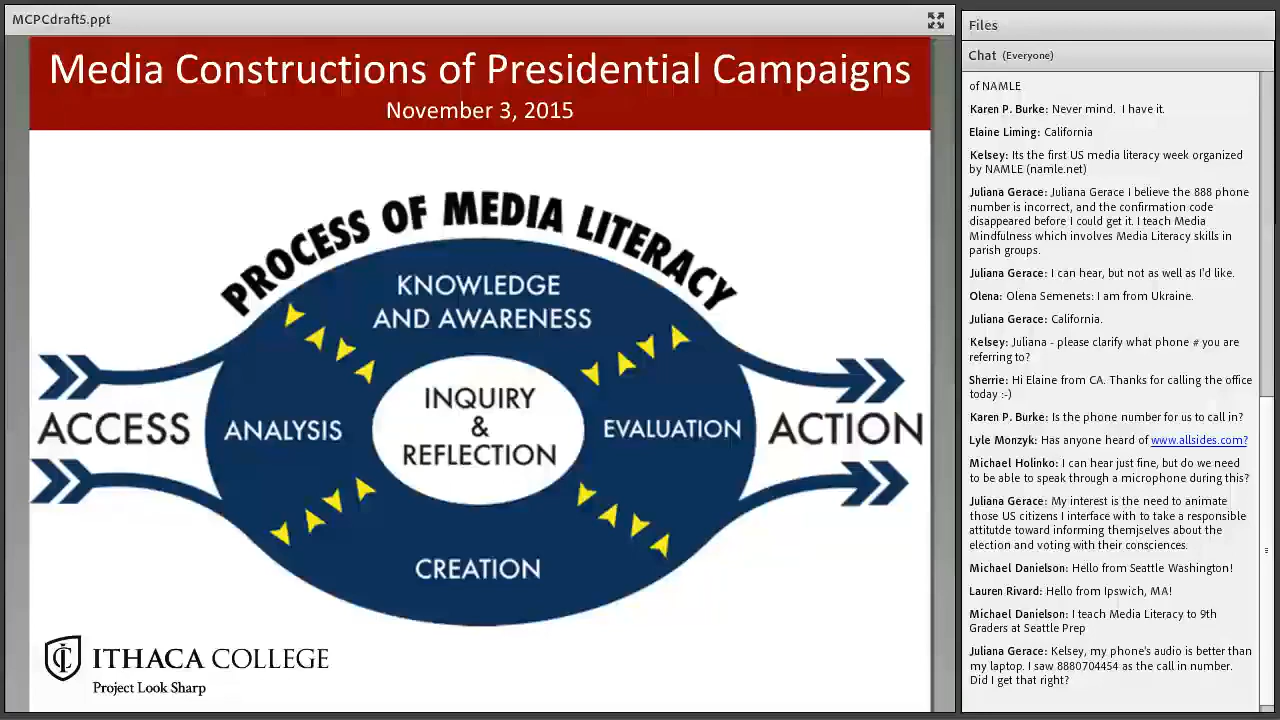 MCPCdraft5.ppt
Media Constructions of Presidential Campaigns
November 3, 2015
PROCESS OF MEDIA LITERACY
KNOWLEDGE
AND AWARENESS
ACCESS
ANALYSIS
INQUIRY
&
REFLECTION
EVALUATION
ACTION
CREATION
ITHACA COLLEGE
Project Look Sharp
Files
Chat (Everyone)
of NAMLE
Karen P. Burke: Never mind. I have it.
Elaine Liming: California
Kelsey: Its the first US media literacy week organized
by NAMLE (namle.net)
Juliana Gerace: Juliana Gerace I believe the 888 phone
number is incorrect, and the confirmation code
disappeared before I could get it. I teach Media
Mindfulness which involves Media Literacy skills in
parish groups.
Juliana Gerace: I can hear, but not as well as I'd like.
Olena: Olena Semenets: I am from Ukraine.
Juliana Gerace: California.
Kelsey: Juliana - please clarify what phone # you are
referring to?
Sherrie: Hi Elaine from CA. Thanks for calling the office
today :-)
Karen P. Burke: Is the phone number for us to call in?
Lyle Monzyk: Has anyone heard of www.allsides.com?
Michael Holinko: I can hear just fine, but do we need
to be able to speak through a microphone during this?
Juliana Gerace: My interest is the need to animate
those US citizens I interface with to take a responsible
attitutde toward informing themjselves about the
election and voting with their consciences.
Michael Danielson: Hello from Seattle Washington!
Lauren Rivard: Hello from Ipswich, MA!
Michael Danielson: I teach Media Literacy to 9th
Graders at Seattle Prep
Juliana Gerace: Kelsey, my phone's audio is better than
my laptop. I saw 8880704454 as the call in number.
Did I get that right?